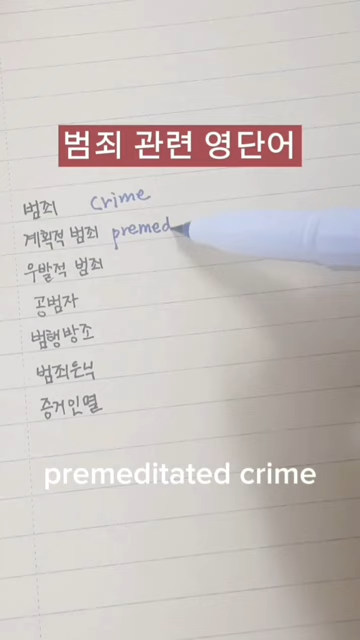 범죄 관련 영단어
범죄 crime
계획적 범죄 premed
우발적 범죄
공범자
범행방조
범죄은닉
증거인멸
premeditated crime